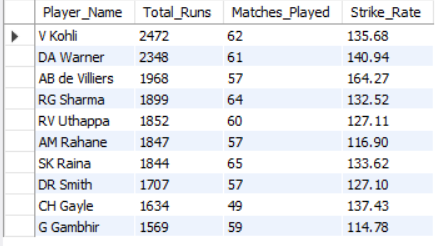 Player_Name Total_Runs Matches_Played Strike_Rate
V Kohli 2472 62 135.68
DA Warner 2348 61 140.94
AB de Villiers 1968 57 164.27
RG Sharma 1899 64 132.52
RV Uthappa 1852 60 127.11
AM Rahane 1847 57 116.90
SK Raina 1844 65 133.62
DR Smith 1707 57 127.10
CH Gayle 1634 49 137.43
G Gambhir 1569 59 114.78